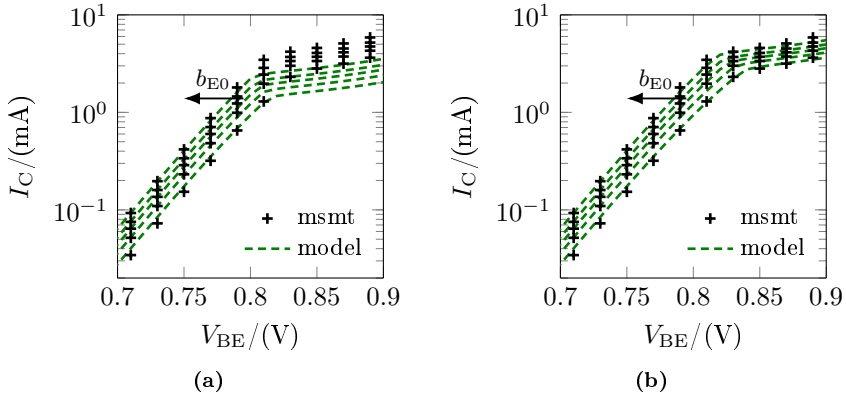 10^1
10^0
10^−1
I_C/(mA)
b_E0
msmt
model
0.7 0.75 0.8 0.85 0.9
V_BE/(V)
(a)
10^1
10^0
10^−1
I_C/(mA)
b_E0
msmt
model
0.7 0.75 0.8 0.85 0.9
V_BE/(V)
(b)